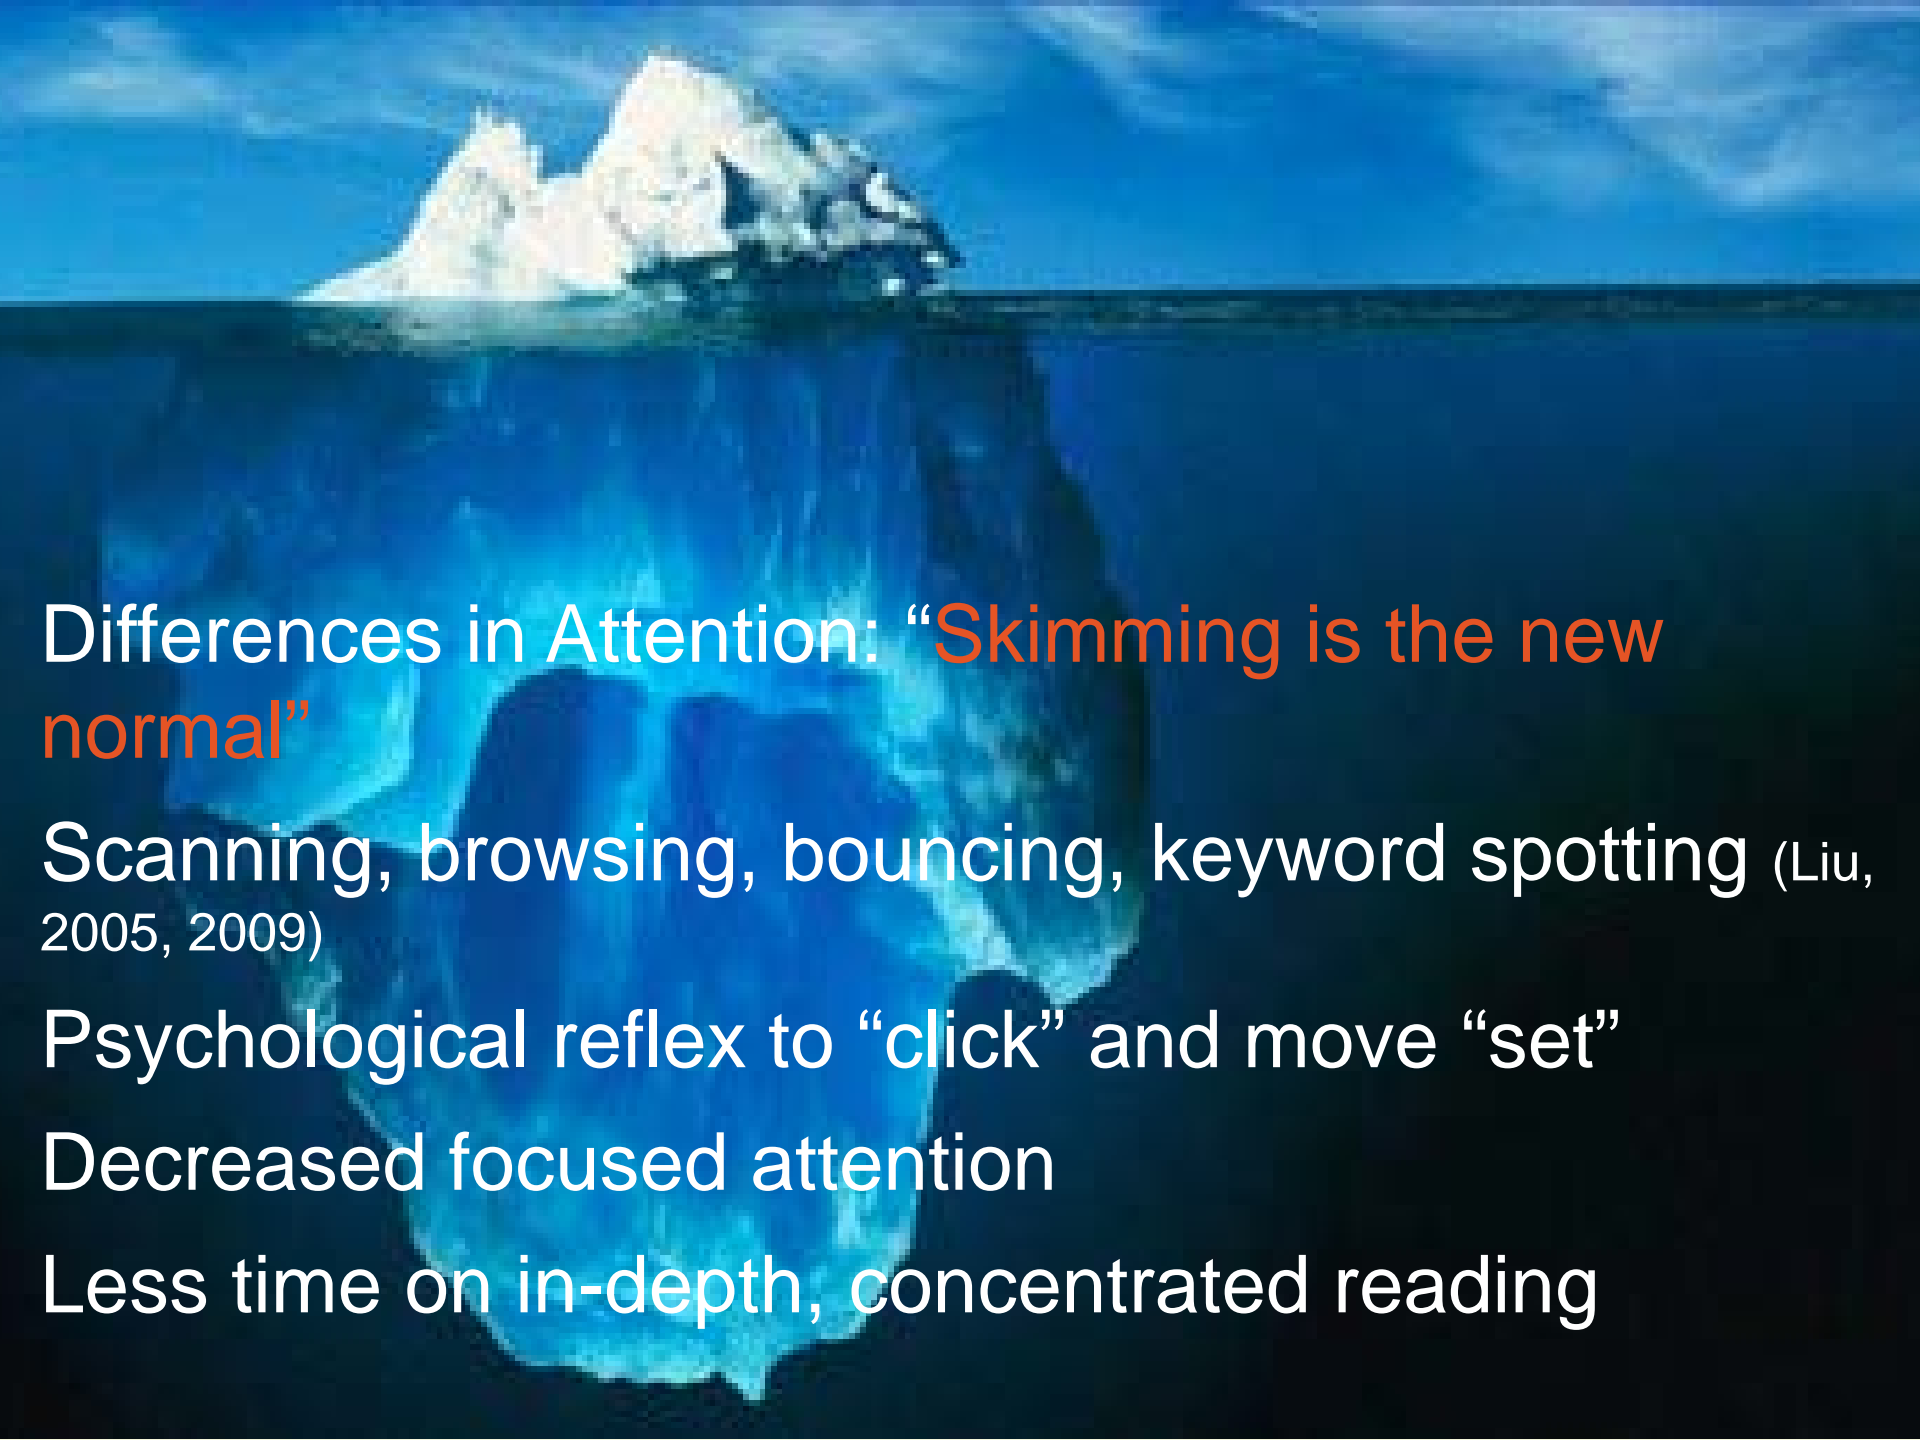 Differences in Attention: “Skimming is the new
normal”
Scanning, browsing, bouncing, keyword spotting (Liu,
2005, 2009)
Psychological reflex to “click” and move “set”
Decreased focused attention
Less time on in-depth, concentrated reading